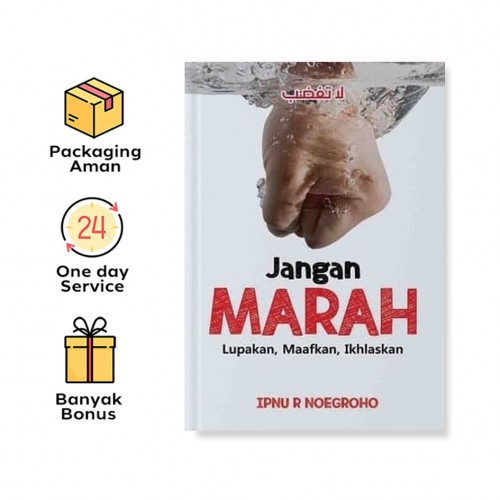 Packaging
Aman
24
One day
Service
Banyak
Bonus
لا تغضب
Jangan
MARAH
Lupakan, Maafkan, Ikhlaskan
IPNU R NOEGROHO